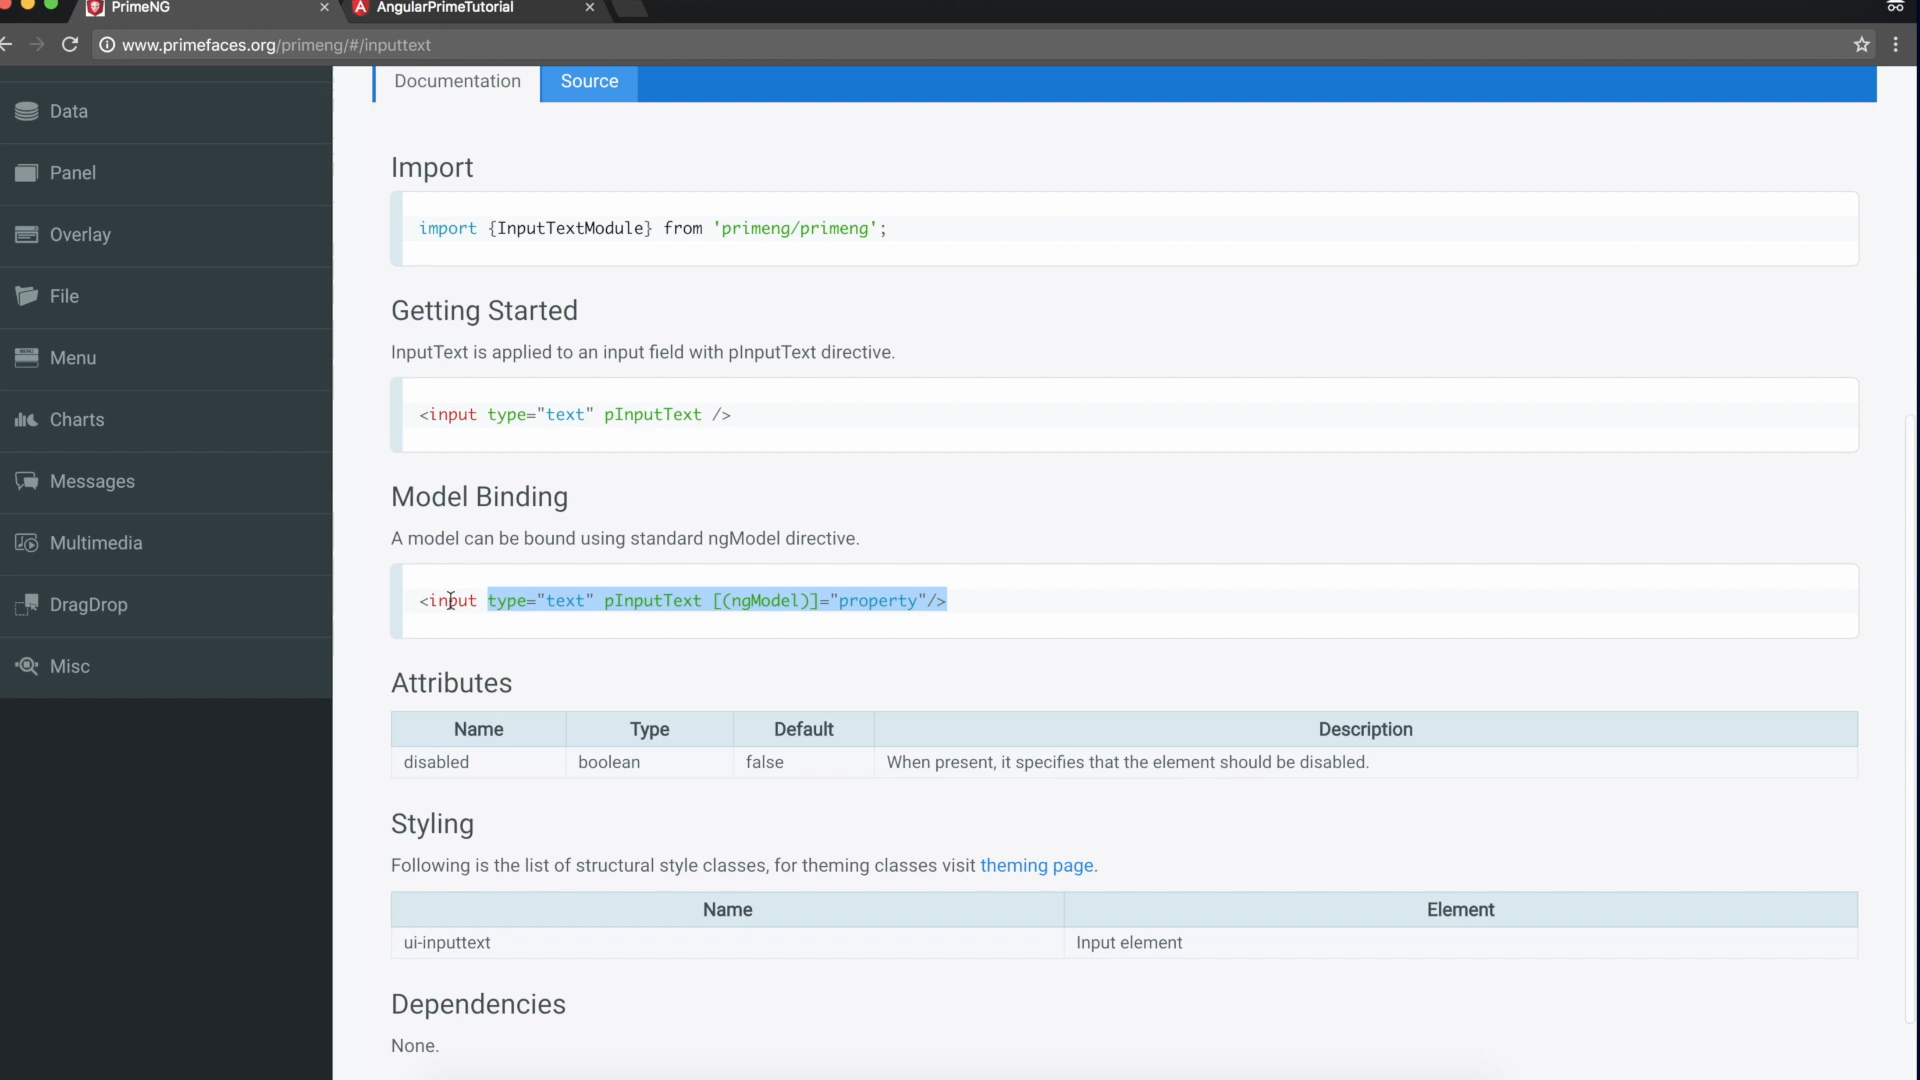 PrimeNG
AngularPrimeTutorial
www.primefaces.org/primeng/#/inputtext
Data
Panel
Overlay
File
Menu
Charts
Messages
Multimedia
DragDrop
Misc
Documentation
Source
Import
import {InputTextModule} from 'primeng/primeng';
Getting Started
InputText is applied to an input field with pInputText directive.
<input type="text" pInputText />
Model Binding
A model can be bound using standard ngModel directive.
<input type="text" pInputText [(ngModel)]="property"/>
Attributes
Name Type Default Description
disabled boolean false When present, it specifies that the element should be disabled.
Styling
Following is the list of structural style classes, for theming classes visit theming page.
Name Element
ui-inputtext Input element
Dependencies
None.